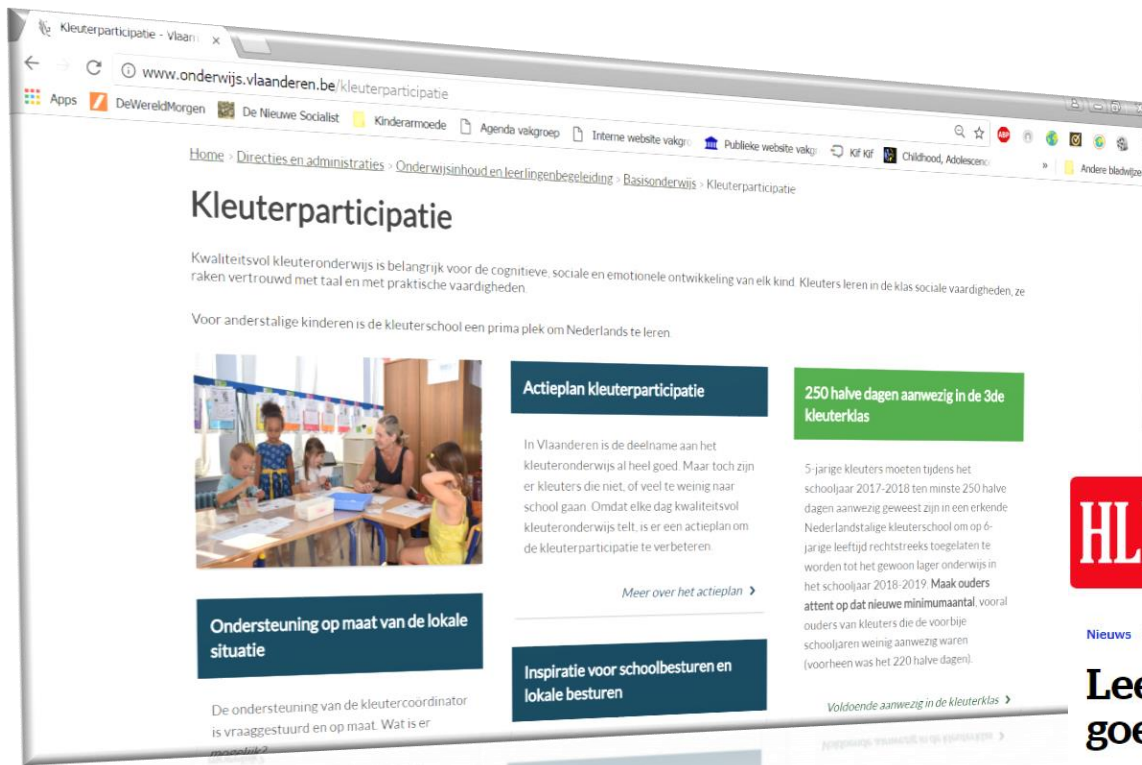 Kleuterparticipatie - Vlaan
www.onderwijs.vlaanderen.be/kleuterparticipatie
Apps DeWereldMorgen De Nieuwe Socialist Kinderarmoede Agenda vakgroep Interne website vakgro Publieke website vakgr Kif Kif Childhood, Adolescenc » Andere bladwijzer
Home > Directies en administraties > Onderwijsinhoud en leerlingenbegeleiding > Basisonderwijs > Kleuterparticipatie
Kleuterparticipatie
Kwaliteitsvol kleuteronderwijs is belangrijk voor de cognitieve, sociale en emotionele ontwikkeling van elk kind. Kleuters leren in de klas sociale vaardigheden, ze
raken vertrouwd met taal en met praktische vaardigheden.
Voor anderstalige kinderen is de kleuterschool een prima plek om Nederlands te leren.
Ondersteuning op maat van de lokale
situatie
De ondersteuning van de kleutercoördinator
is vraaggestuurd en op maat. Wat is er
mogelijk?
Actieplan kleuterparticipatie
In Vlaanderen is de deelname aan het
kleuteronderwijs al heel goed. Maar toch zijn
er kleuters die niet, of veel te weinig naar
school gaan. Omdat elke dag kwaliteitsvol
kleuteronderwijs telt, is er een actieplan om
de kleuterparticipatie te verbeteren.
Meer over het actieplan >
Inspiratie voor schoolbesturen en
lokale besturen
250 halve dagen aanwezig in de 3de
kleuterklas
5-jarige kleuters moeten tijdens het
schooljaar 2017-2018 ten minste 250 halve
dagen aanwezig geweest zijn in een erkende
Nederlandstalige kleuterschool om op 6-
jarige leeftijd rechtstreeks toegelaten te
worden tot het gewoon lager onderwijs in
het schooljaar 2018-2019. Maak ouders
attent op dat nieuwe minimumaantal, vooral
ouders van kleuters die de voorbije
schooljaren weinig aanwezig waren
(voorheen was het 220 halve dagen).
Voldoende aanwezig in de kleuterklas >
HL
Nieuws
Lee
goe